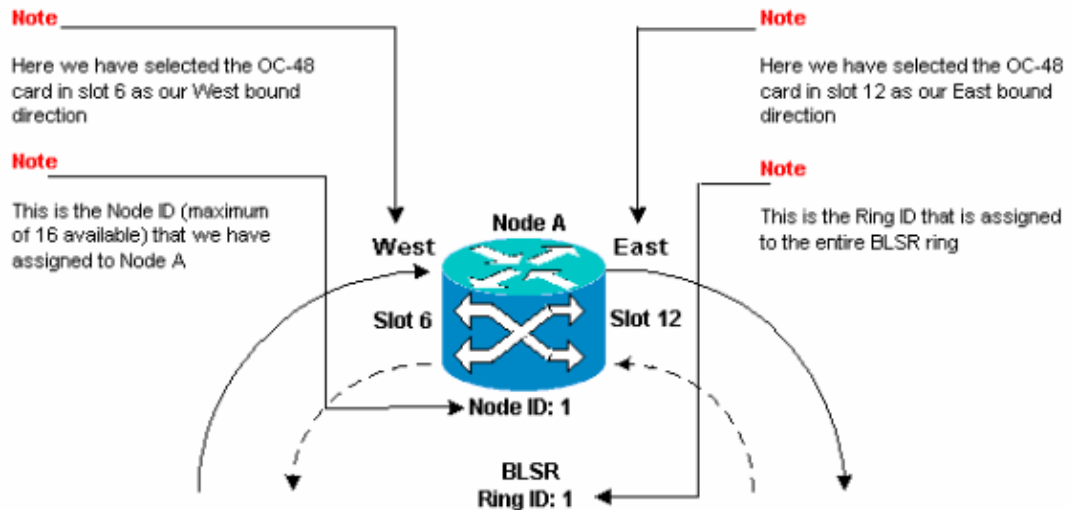 Note
Here we have selected the OC-48
card in slot 6 as our West bound
direction
Note
This is the Node ID (maximum
of 16 available) that we have
assigned to Node A
Note
Here we have selected the OC-48
card in slot 12 as our East bound
direction
Note
This is the Ring ID that is assigned
to the entire BLSR ring
Node A
West
East
Slot 6
Slot 12
Node ID: 1
BLSR
Ring ID: 1